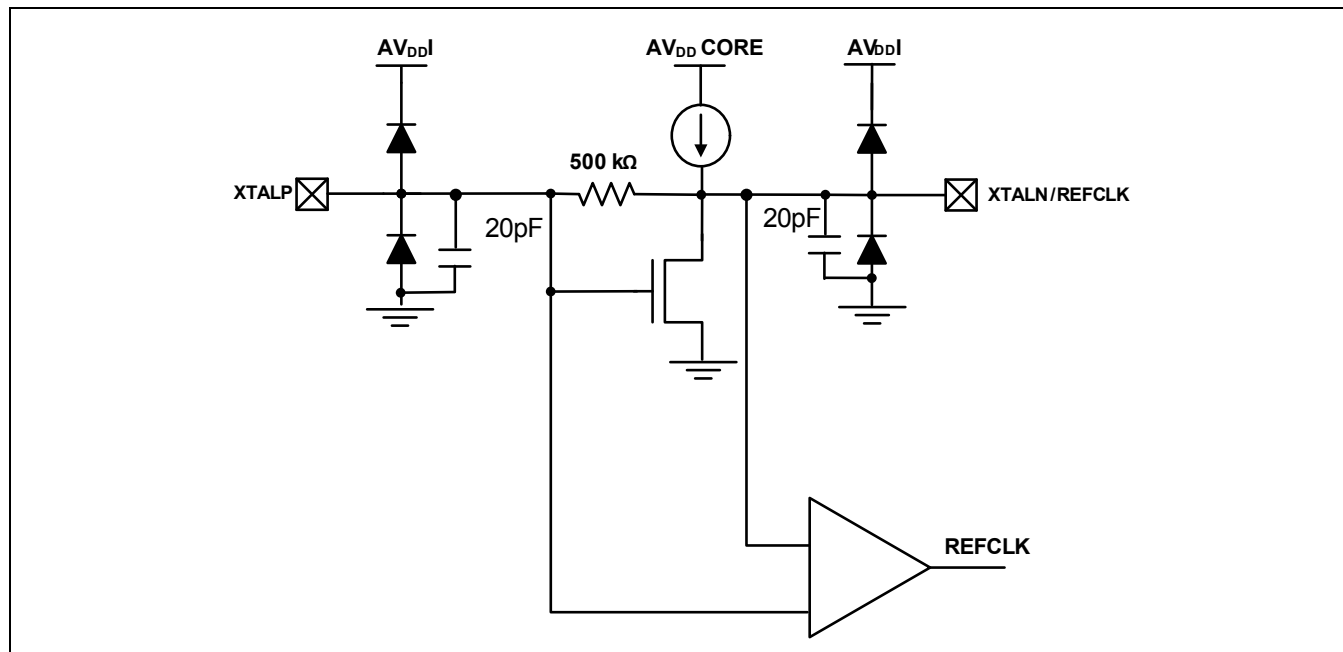 AVDDI
AVDD CORE
AVDDI
500 kΩ
XTALP
20pF
20pF
XTALN/REFCLK
REFCLK